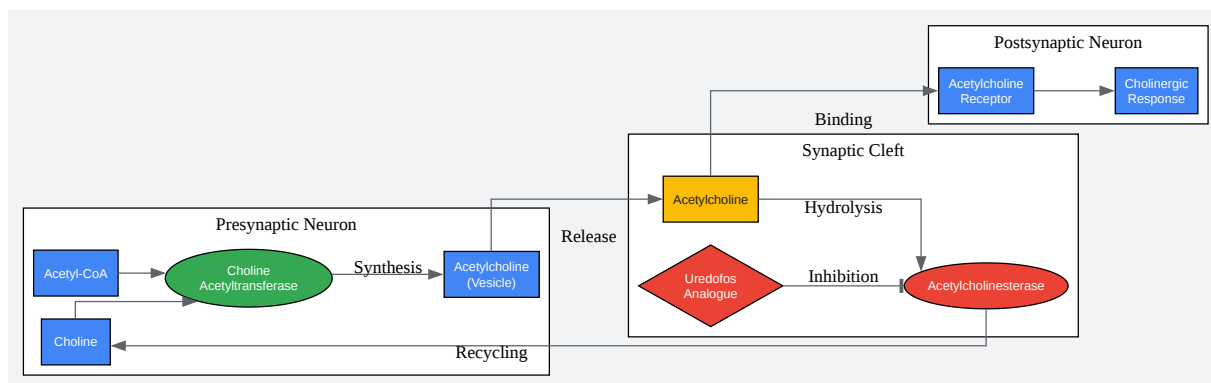 Postsynaptic Neuron
Acetylcholine
Receptor
Cholinergic
Response
Binding
Synaptic Cleft
Acetylcholine
Hydrolysis
Presynaptic Neuron
Release
Acetyl-CoA
Choline
Acetyltransferase
Synthesis
Acetylcholine
(Vesicle)
Uredofos
Analogue
Inhibition
Acetylcholinesterase
Choline
Recycling